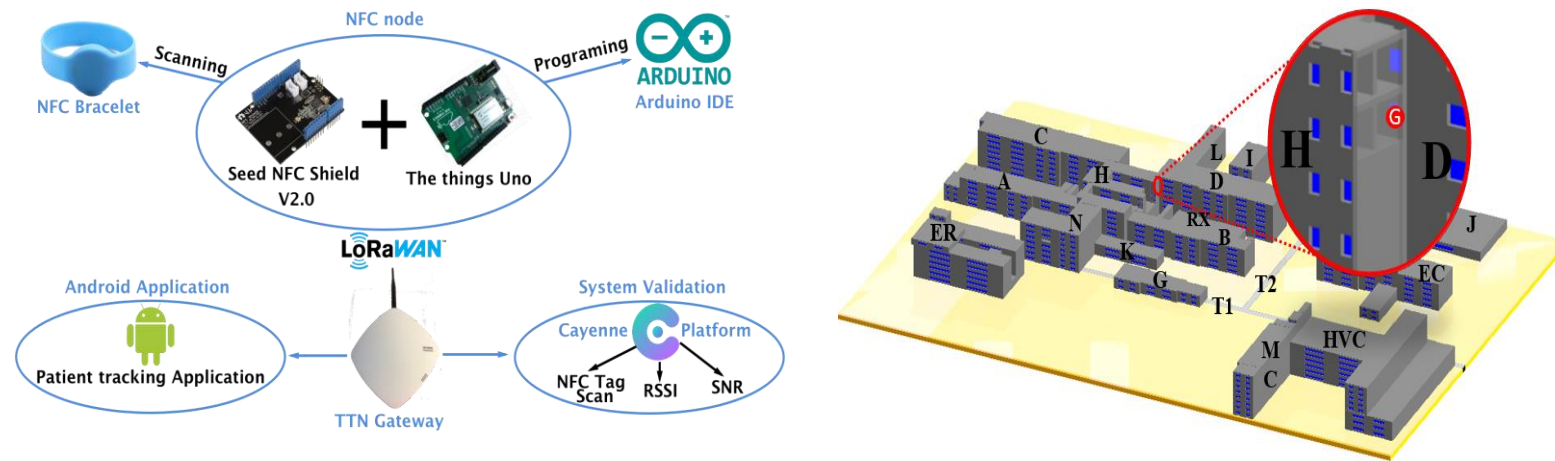 NFC node
Scanning
Programing
NFC Bracelet
ARDUINO
Arduino IDE
Seed NFC Shield
V2.0
The things Uno
LoRaWAN™
Android Application
System Validation
Cayenne
Platform
Patient tracking Application
NFC Tag
Scan
RSSI
SNR
TTN Gateway
H
G
D
C
L
I
H
D
A
RX
J
N
B
ER
K
EC
G
T2
T1
M
C
HVC